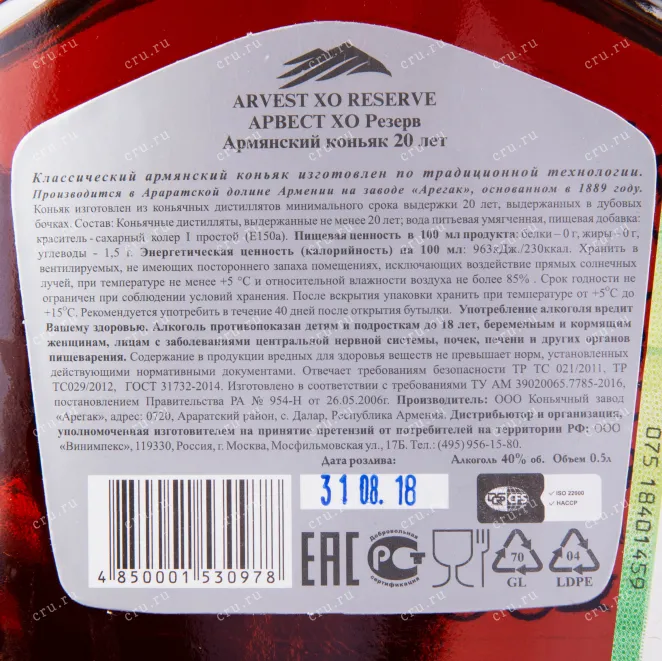 ARVEST XO RESERVE
АРВЕСТ ХО Резерв
Армянский коньяк 20 лет
Классический армянский коньяк изготовлен по традиционной технологии.
Производится в Араратской долине Армении на заводе «Арегак», основанном в 1889 году.
Коньяк изготовлен из коньячных дистиллятов минимального срока выдержки 20 лет, выдержанных в дубовых
бочках. Состав: Коньячные дистилляты, выдержанные не менее 20 лет; вода питьевая умягченная, пищевая добавка:
краситель - сахарный колер I простой (Е150а). Пищевая ценность в 100 мл продукта: белки – 0 г, жиры - 0 г,
углеводы - 1,5 г. Энергетическая ценность (калорийность) на 100 мл: 963кДж./230ккал. Хранить в
вентилируемых, не имеющих постороннего запаха помещениях, исключающих воздействие прямых солнечных
лучей, при температуре не менее +5 °С и относительной влажности воздуха не более 85% . Срок годности не
ограничен при соблюдении условий хранения. После вскрытия упаковки хранить при температуре от +5°С до
+15°С. Рекомендуется употребить в течение 40 дней после открытия бутылки. Употребление алкоголя вредит
Вашему здоровью. Алкоголь противопоказан детям и подросткам до 18 лет, беременным и кормящим
женщинам, лицам с заболеваниями центральной нервной системы, почек, печени и других органов
пищеварения. Содержание в продукции вредных для здоровья веществ не превышает норм, установленных
действующими нормативными документами. Отвечает требованиям безопасности ТР ТС 021/2011, ТР
ТС029/2012, ГОСТ 31732-2014. Изготовлено в соответствии с требованиями ТУ АМ 39020065.7785-2016,
постановлением Правительства РА № 954-Н от 26.05.2006г. Производитель: ООО Коньячный завод
«Арегак», адрес: 0720, Араратский район, с. Далар, Республика Армения. Дистрибьютор и организация,
уполномоченная изготовителем на принятие претензий от потребителей на территории РФ: ООО
«Винимпекс», 119330, Россия, г. Москва, Мосфильмовская ул., 17Б. Тел.: (495) 956-15-80.
Дата розлива: Алкоголь 40% об. Объем 0.5л
31 08. 18
ISO 22000
HACCP
CFS
4 850001 530978
ЕАС
Добровольная
РСТ
сертификация
70
GL
04
LDPE
075 18401459
cru.ru